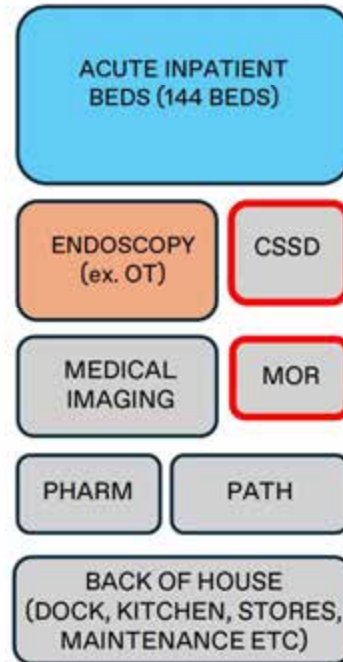 ACUTE INPATIENT
BEDS (144 BEDS)
ENDOSCOPY
(ex. OT)
CSSD
MEDICAL
IMAGING
MOR
PHARM
PATH
BACK OF HOUSE
(DOCK, KITCHEN, STORES,
MAINTENANCE ETC)